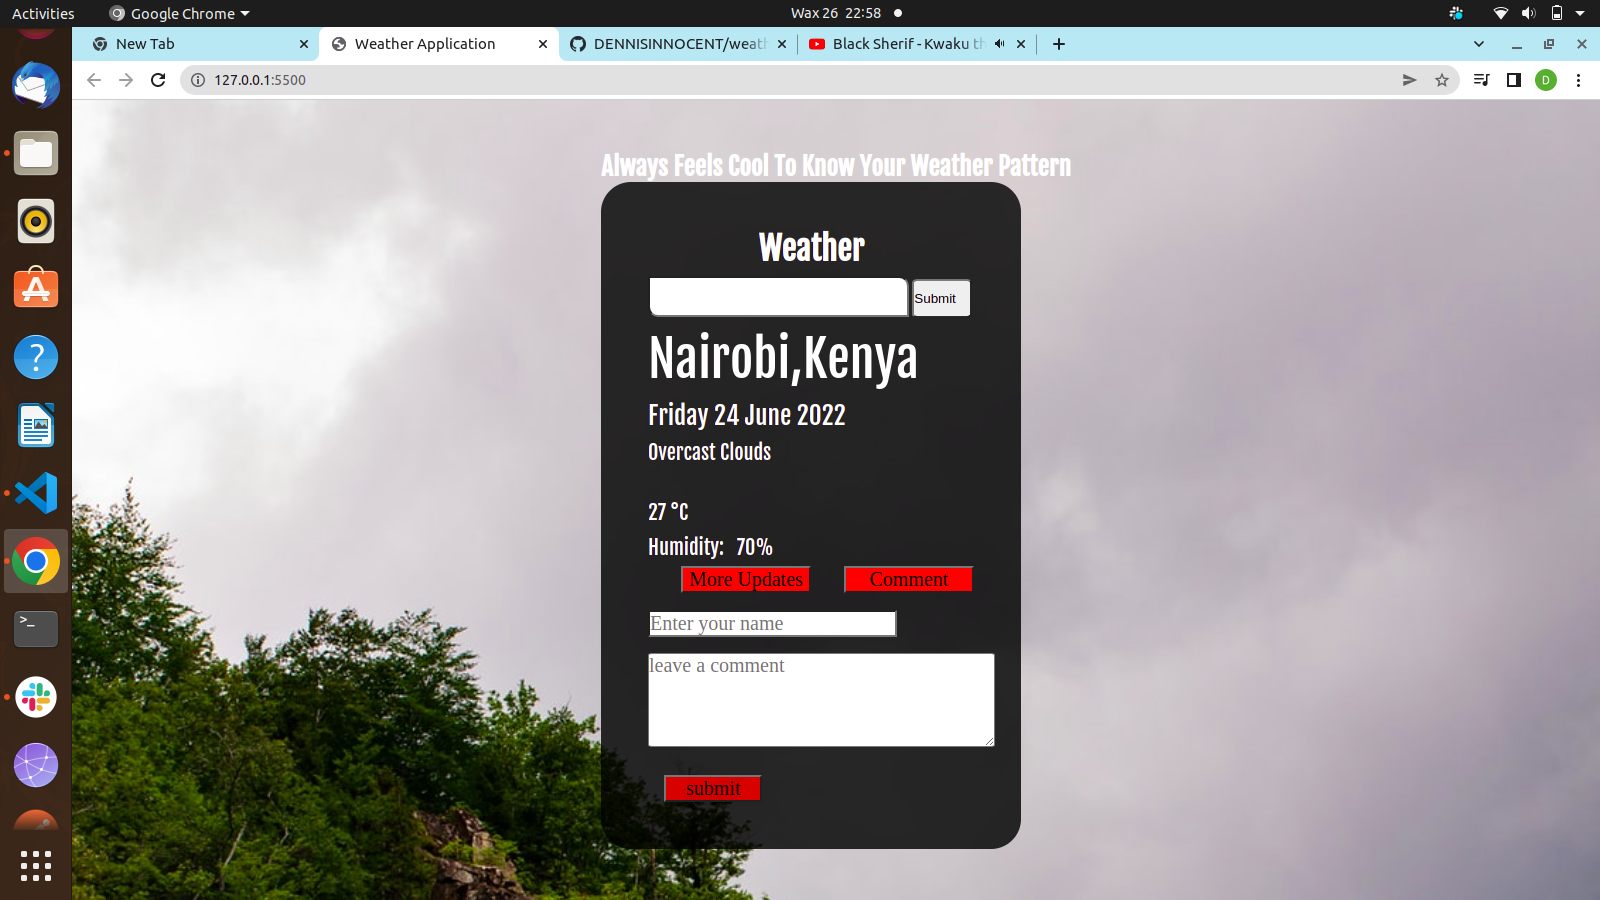 Activities
Google Chrome
Wax 26 22:58
New Tab
Weather Application
DENNISINNOCENT/weath
Black Sherif - Kwaku th
127.0.0.1:5500
D
Always Feels Cool To Know Your Weather Pattern
Weather
Submit
Nairobi,Kenya
Friday 24 June 2022
Overcast Clouds
27 °C
Humidity: 70%
More Updates
Comment
Enter your name
leave a comment
submit